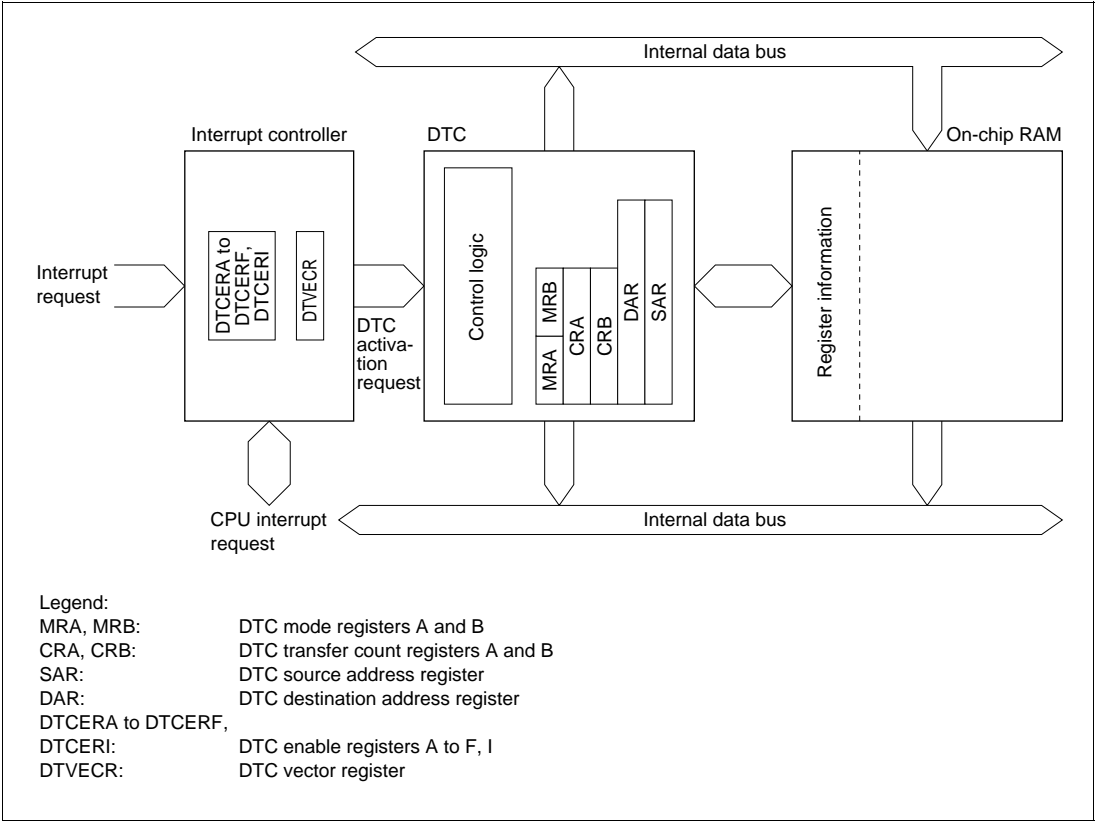 Internal data bus
Interrupt controller
DTC
On-chip RAM
Interrupt
request
DTCERA to
DTCERF,
DTCERI
DTVECR
DTC
activa-
tion
request
Control logic
MRA
MRB
CRA
CRB
DAR
SAR
Register information
CPU interrupt
request
Internal data bus
Legend:
MRA, MRB: DTC mode registers A and B
CRA, CRB: DTC transfer count registers A and B
SAR: DTC source address register
DAR: DTC destination address register
DTCERA to DTCERF,
DTCERI: DTC enable registers A to F, I
DTVECR: DTC vector register